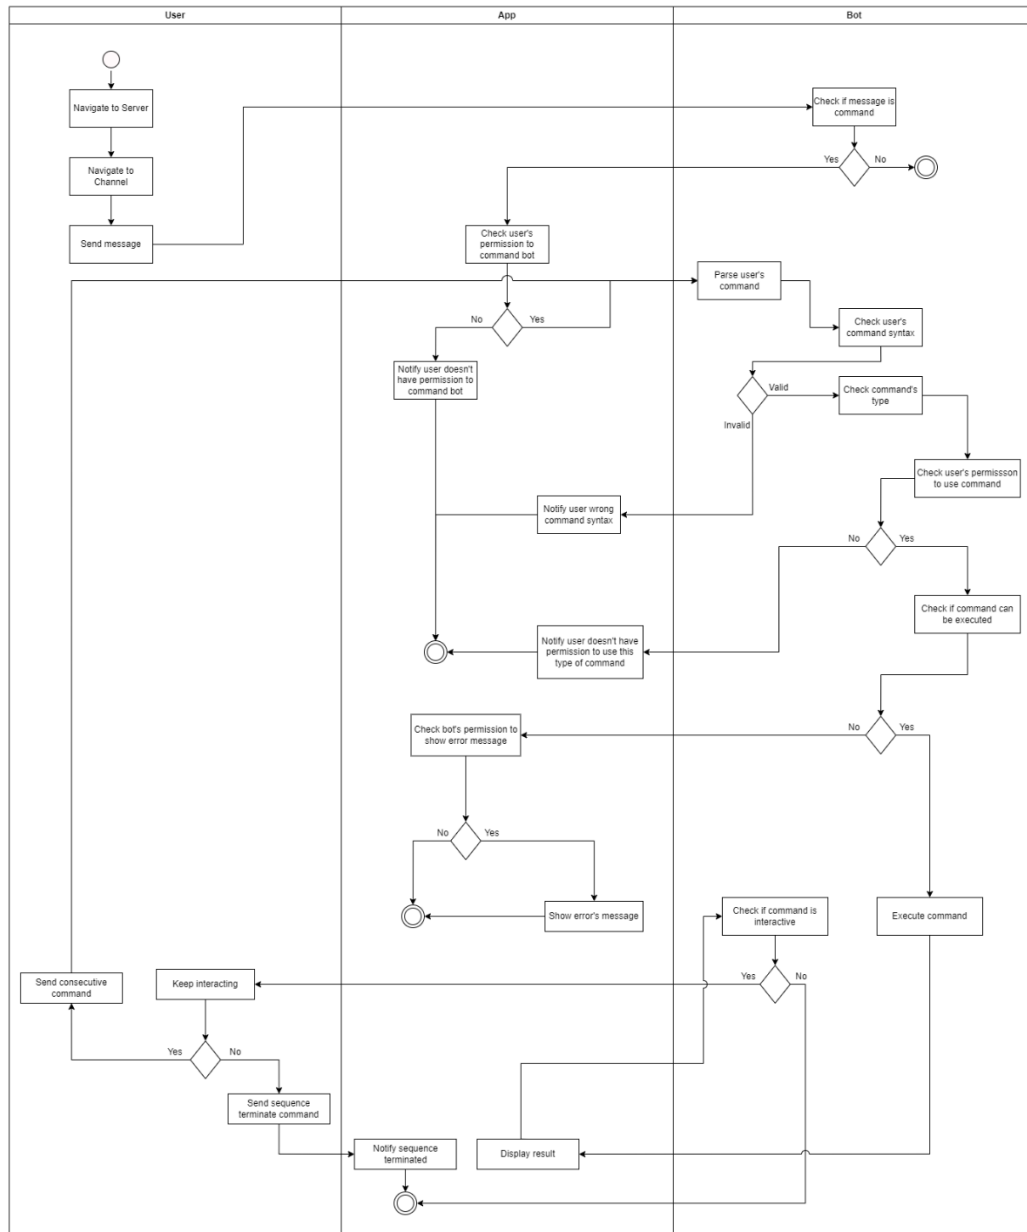 User
App
Bot
Navigate to Server
Check if message is
command
Navigate to
Channel
Yes
No
Send message
Check user's
permission to
command bot
Parse user's
command
No
Yes
Check user's
command syntax
Notify user doesn't
have permission to
command bot
Valid
Check command's
type
Invalid
Check user's permissson
to use command
Notify user wrong
command syntax
No
Yes
Check if command can
be executed
Notify user doesn't have
permission to use this
type of command
Check bot's permission to
show error message
No
Yes
No
Yes
Show error's message
Check if command is
interactive
Execute command
Send consecutive
command
Keep interacting
Yes
No
Yes
No
Send sequence
terminate command
Notify sequence
terminated
Display result